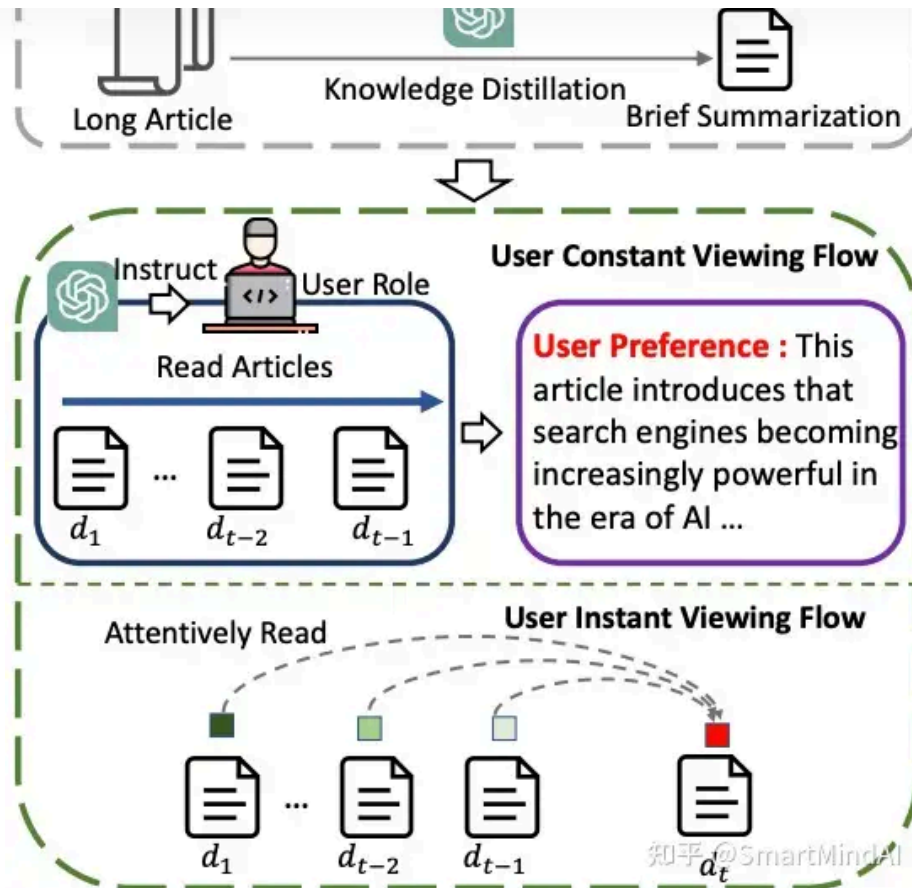 Knowledge Distillation
Long Article
Brief Summarization
Instruct
User Role
User Constant Viewing Flow
Read Articles
User Preference : This
article introduces that
search engines becoming
increasingly powerful in
the era of AI ...
</>
...
d₁
dₜ₋₂
dₜ₋₁
Attentively Read
User Instant Viewing Flow
...
d₁
dₜ₋₂
dₜ₋₁
dₜ
知乎 @SmartMindAI